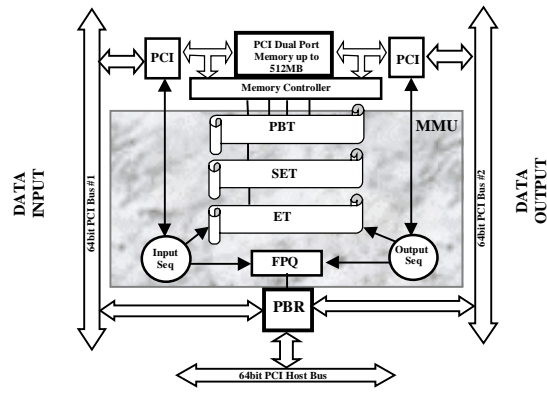 PCI Dual Port
Memory up to
512MB
PCI
PCI
Memory Controller
MMU
PBT
SET
ET
DATA
INPUT
64bit PCI Bus #1
64bit PCI Bus #2
DATA
OUTPUT
Input
Seq
FPQ
Output
Seq
PBR
64bit PCI Host Bus